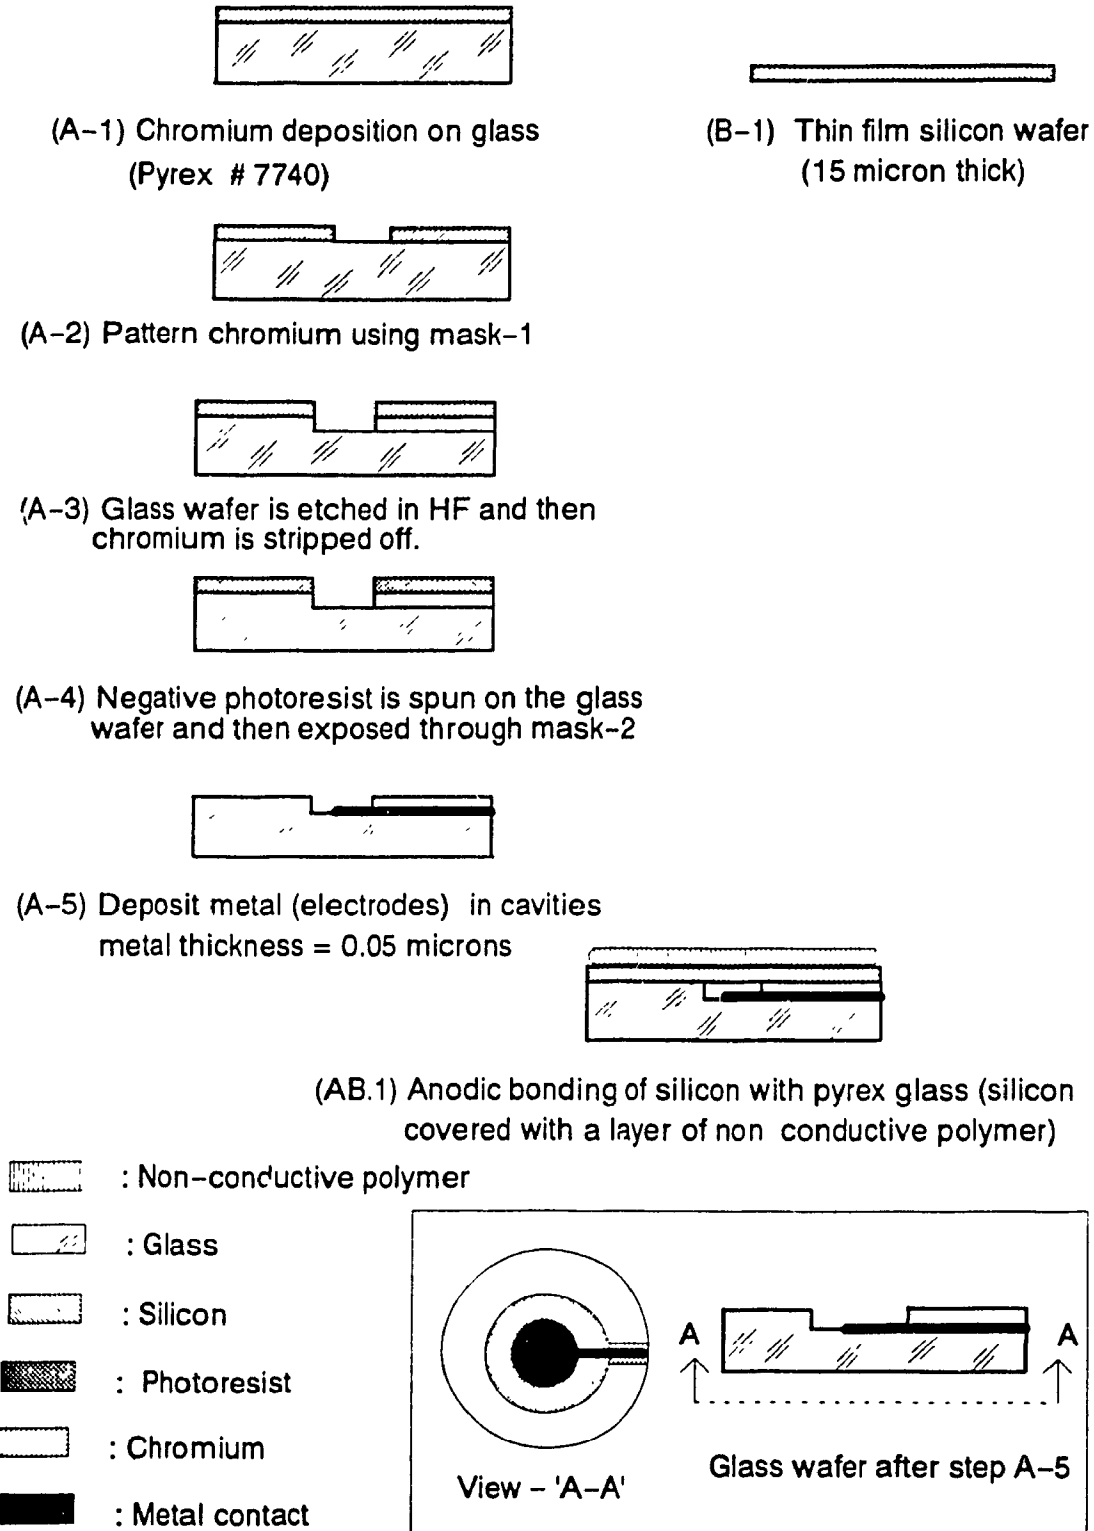 (A-1) Chromium deposition on glass
(Pyrex # 7740)
(B-1) Thin film silicon wafer
(15 micron thick)
(A-2) Pattern chromium using mask-1
(A-3) Glass wafer is etched in HF and then
chromium is stripped off.
(A-4) Negative photoresist is spun on the glass
wafer and then exposed through mask-2
(A-5) Deposit metal (electrodes) in cavities
metal thickness = 0.05 microns
(AB.1) Anodic bonding of silicon with pyrex glass (silicon
covered with a layer of non conductive polymer)
: Non-conductive polymer
: Glass
: Silicon
: Photoresist
: Chromium
: Metal contact
A A
View - 'A-A'
Glass wafer after step A-5